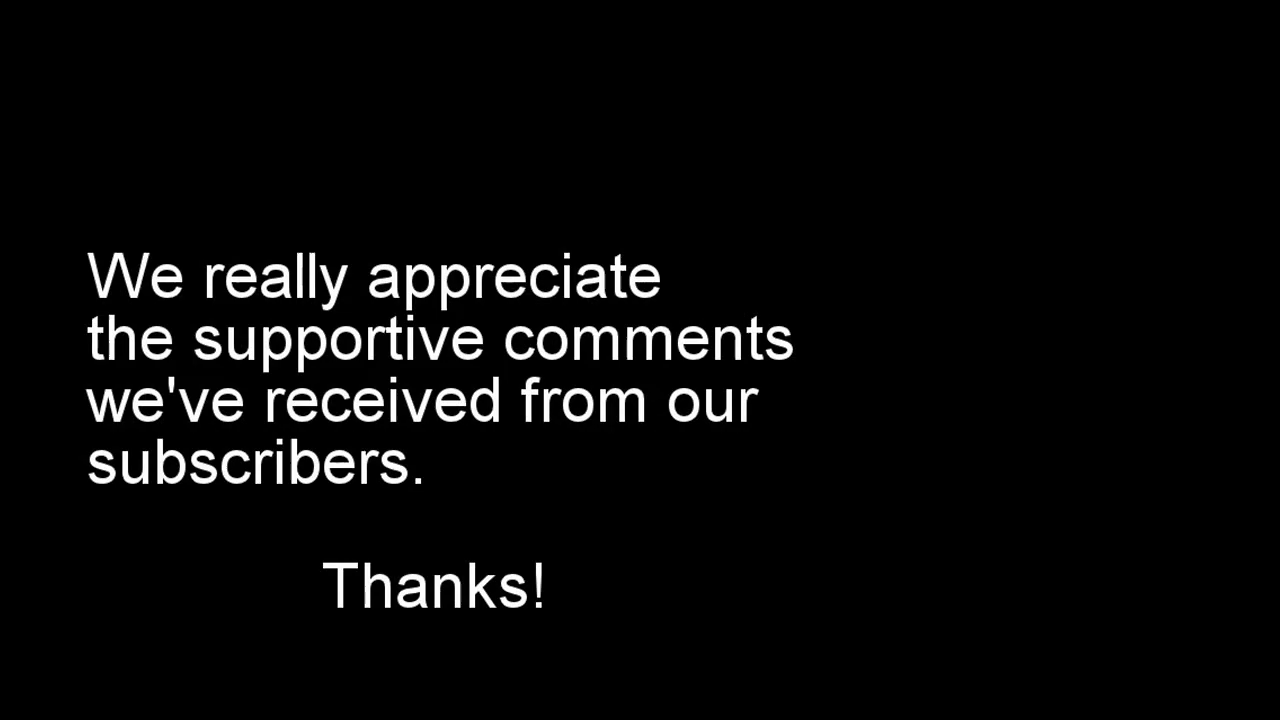 We really appreciate
the supportive comments
we've received from our
subscribers.
Thanks!